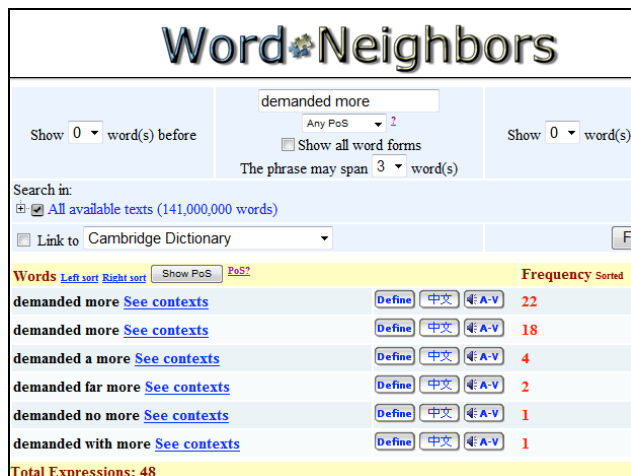 Word Neighbors
demanded more
Any PoS ?
Show 0 word(s) before
Show 0 word(s)
Show all word forms
The phrase may span 3 word(s)
Search in:
All available texts (141,000,000 words)
Link to Cambridge Dictionary F
Words Left sort Right sort Show PoS PoS? Frequency Sorted
demanded more See contexts Define 中文 A-V 22
demanded more See contexts Define 中文 A-V 18
demanded a more See contexts Define 中文 A-V 4
demanded far more See contexts Define 中文 A-V 2
demanded no more See contexts Define 中文 A-V 1
demanded with more See contexts Define 中文 A-V 1
Total Expressions: 48